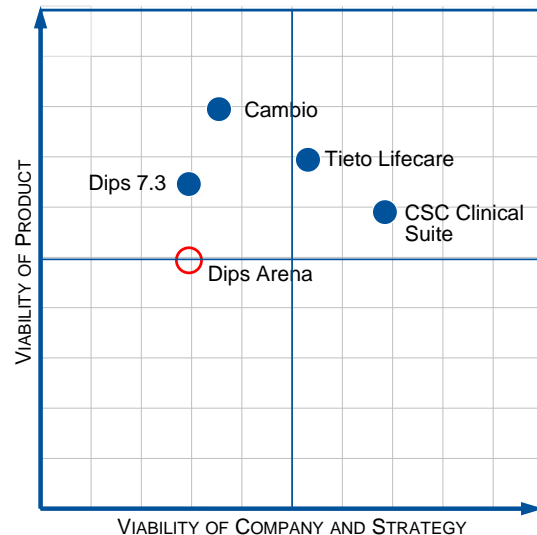 Cambio
Tieto Lifecare
Dips 7.3
CSC Clinical
Suite
Dips Arena
VIABILITY OF PRODUCT
VIABILITY OF COMPANY AND STRATEGY